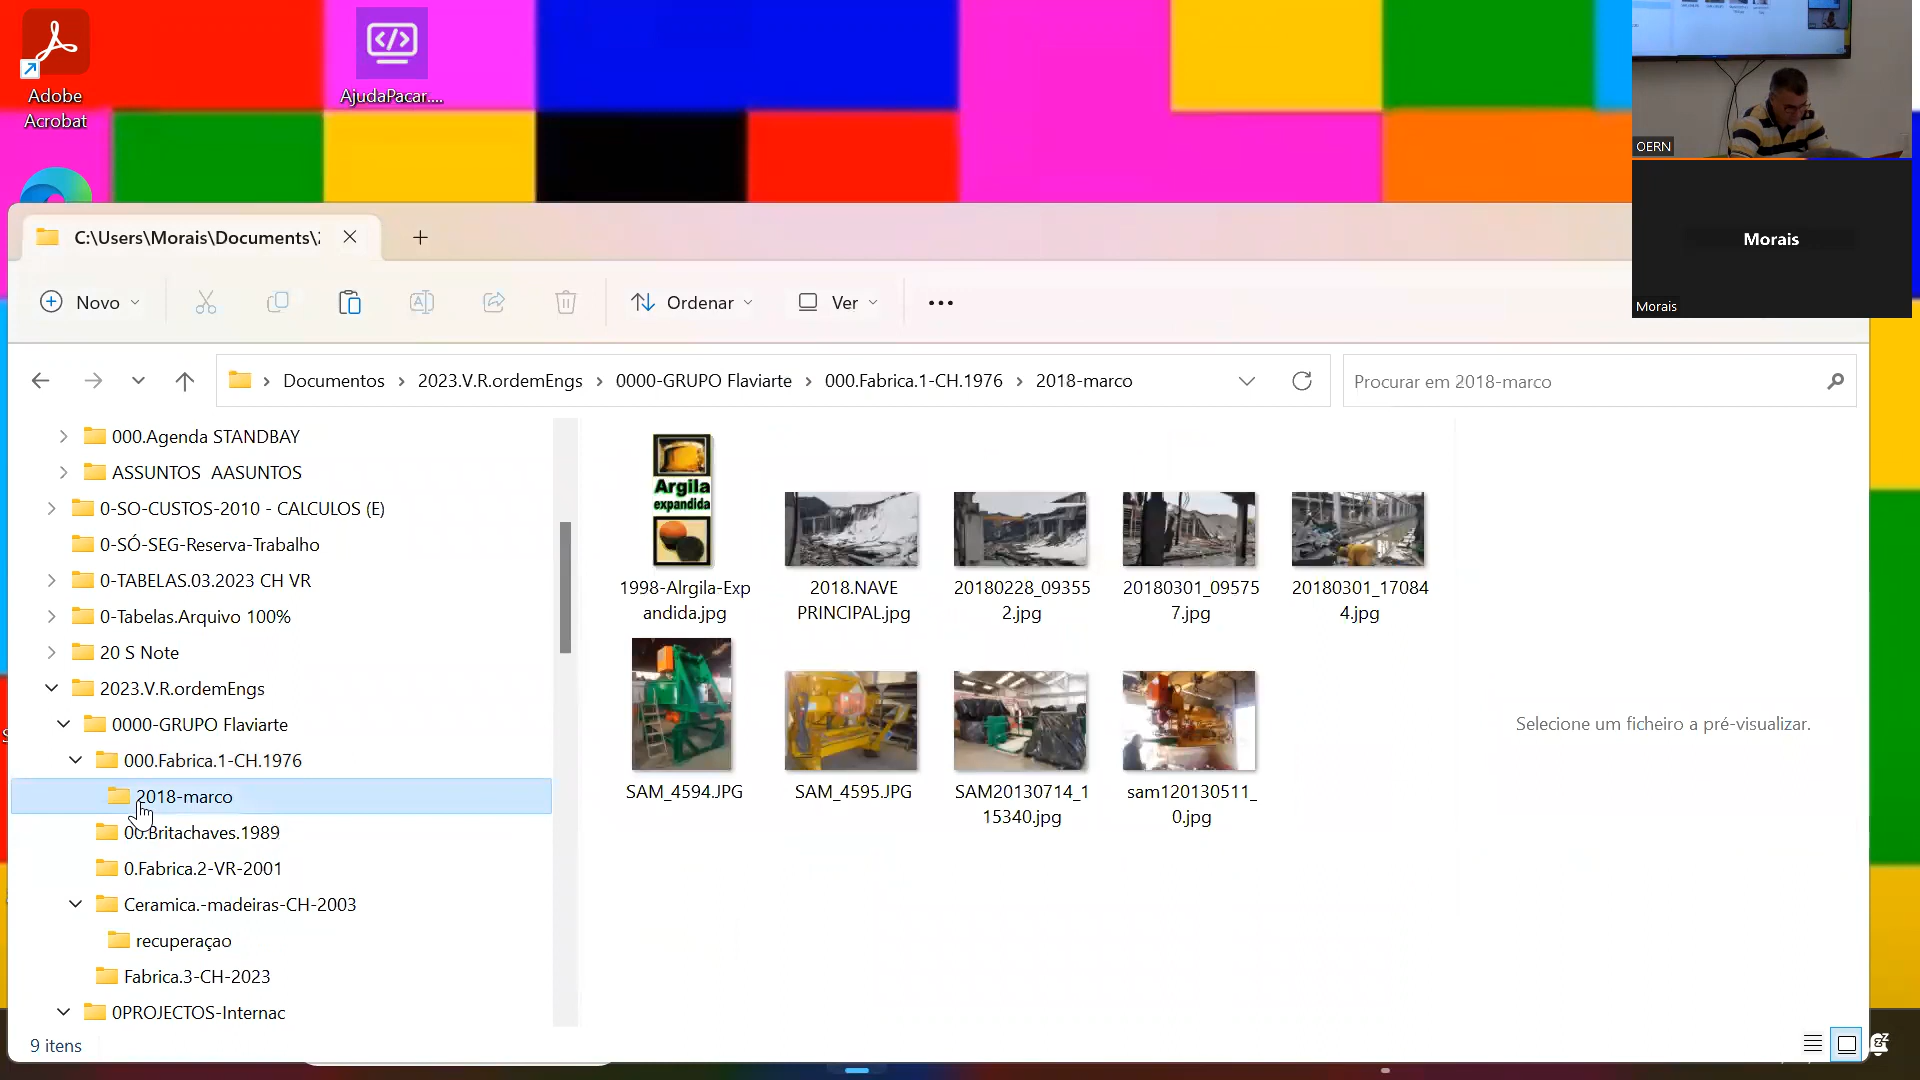 Adobe
Acrobat
AjudaPacar....
OERN
Morais
Morais
C:\Users\Morais\Documents\
Novo
Ordenar
Ver
Documentos
2023.V.R.ordemEngs
0000-GRUPO Flaviarte
000.Fabrica.1-CH.1976
2018-marco
Procurar em 2018-marco
000.Agenda STANDBAY
ASSUNTOS  AASUNTOS
0-SO-CUSTOS-2010 - CALCULOS (E)
0-SÓ-SEG-Reserva-Trabalho
0-TABELAS.03.2023 CH VR
0-Tabelas.Arquivo 100%
20 S Note
2023.V.R.ordemEngs
0000-GRUPO Flaviarte
000.Fabrica.1-CH.1976
2018-marco
00.Britachaves.1989
0.Fabrica.2-VR-2001
Ceramica.-madeiras-CH-2003
recuperaçao
Fabrica.3-CH-2023
0PROJECTOS-Internac
Argila
expandida
1998-Alrgila-Exp
andida.jpg
2018.NAVE
PRINCIPAL.jpg
20180228_09355
2.jpg
20180301_09575
7.jpg
20180301_17084
4.jpg
SAM_4594.JPG
SAM_4595.JPG
SAM20130714_1
15340.jpg
sam120130511_
0.jpg
Selecione um ficheiro a pré-visualizar.
9 itens